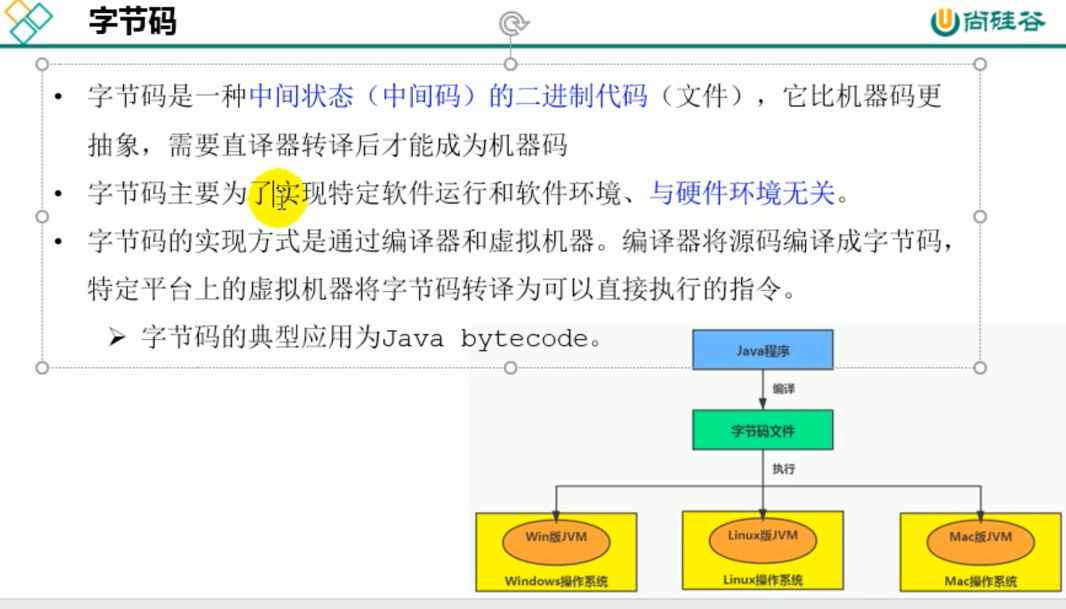 字节码
尚硅谷
• 字节码是一种中间状态（中间码）的二进制代码（文件），它比机器码更
抽象，需要直译器转译后才能成为机器码
• 字节码主要为了实现特定软件运行和软件环境、与硬件环境无关。
• 字节码的实现方式是通过编译器和虚拟机器。编译器将源码编译成字节码，
特定平台上的虚拟机器将字节码转译为可以直接执行的指令。
➢ 字节码的典型应用为Java bytecode。
Java程序
编译
字节码文件
执行
Win版JVM
Linux版JVM
Mac版JVM
Windows操作系统
Linux操作系统
Mac操作系统